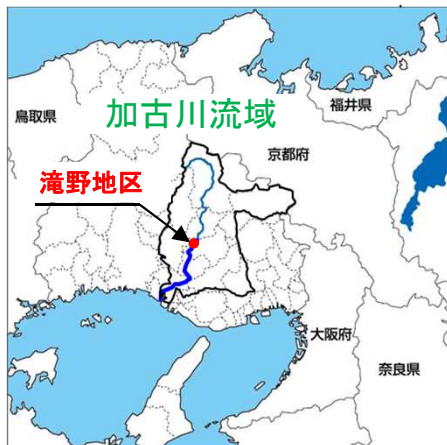 福井県
鳥取県
加古川流域
京都府
滝野地区
大阪府
奈良県